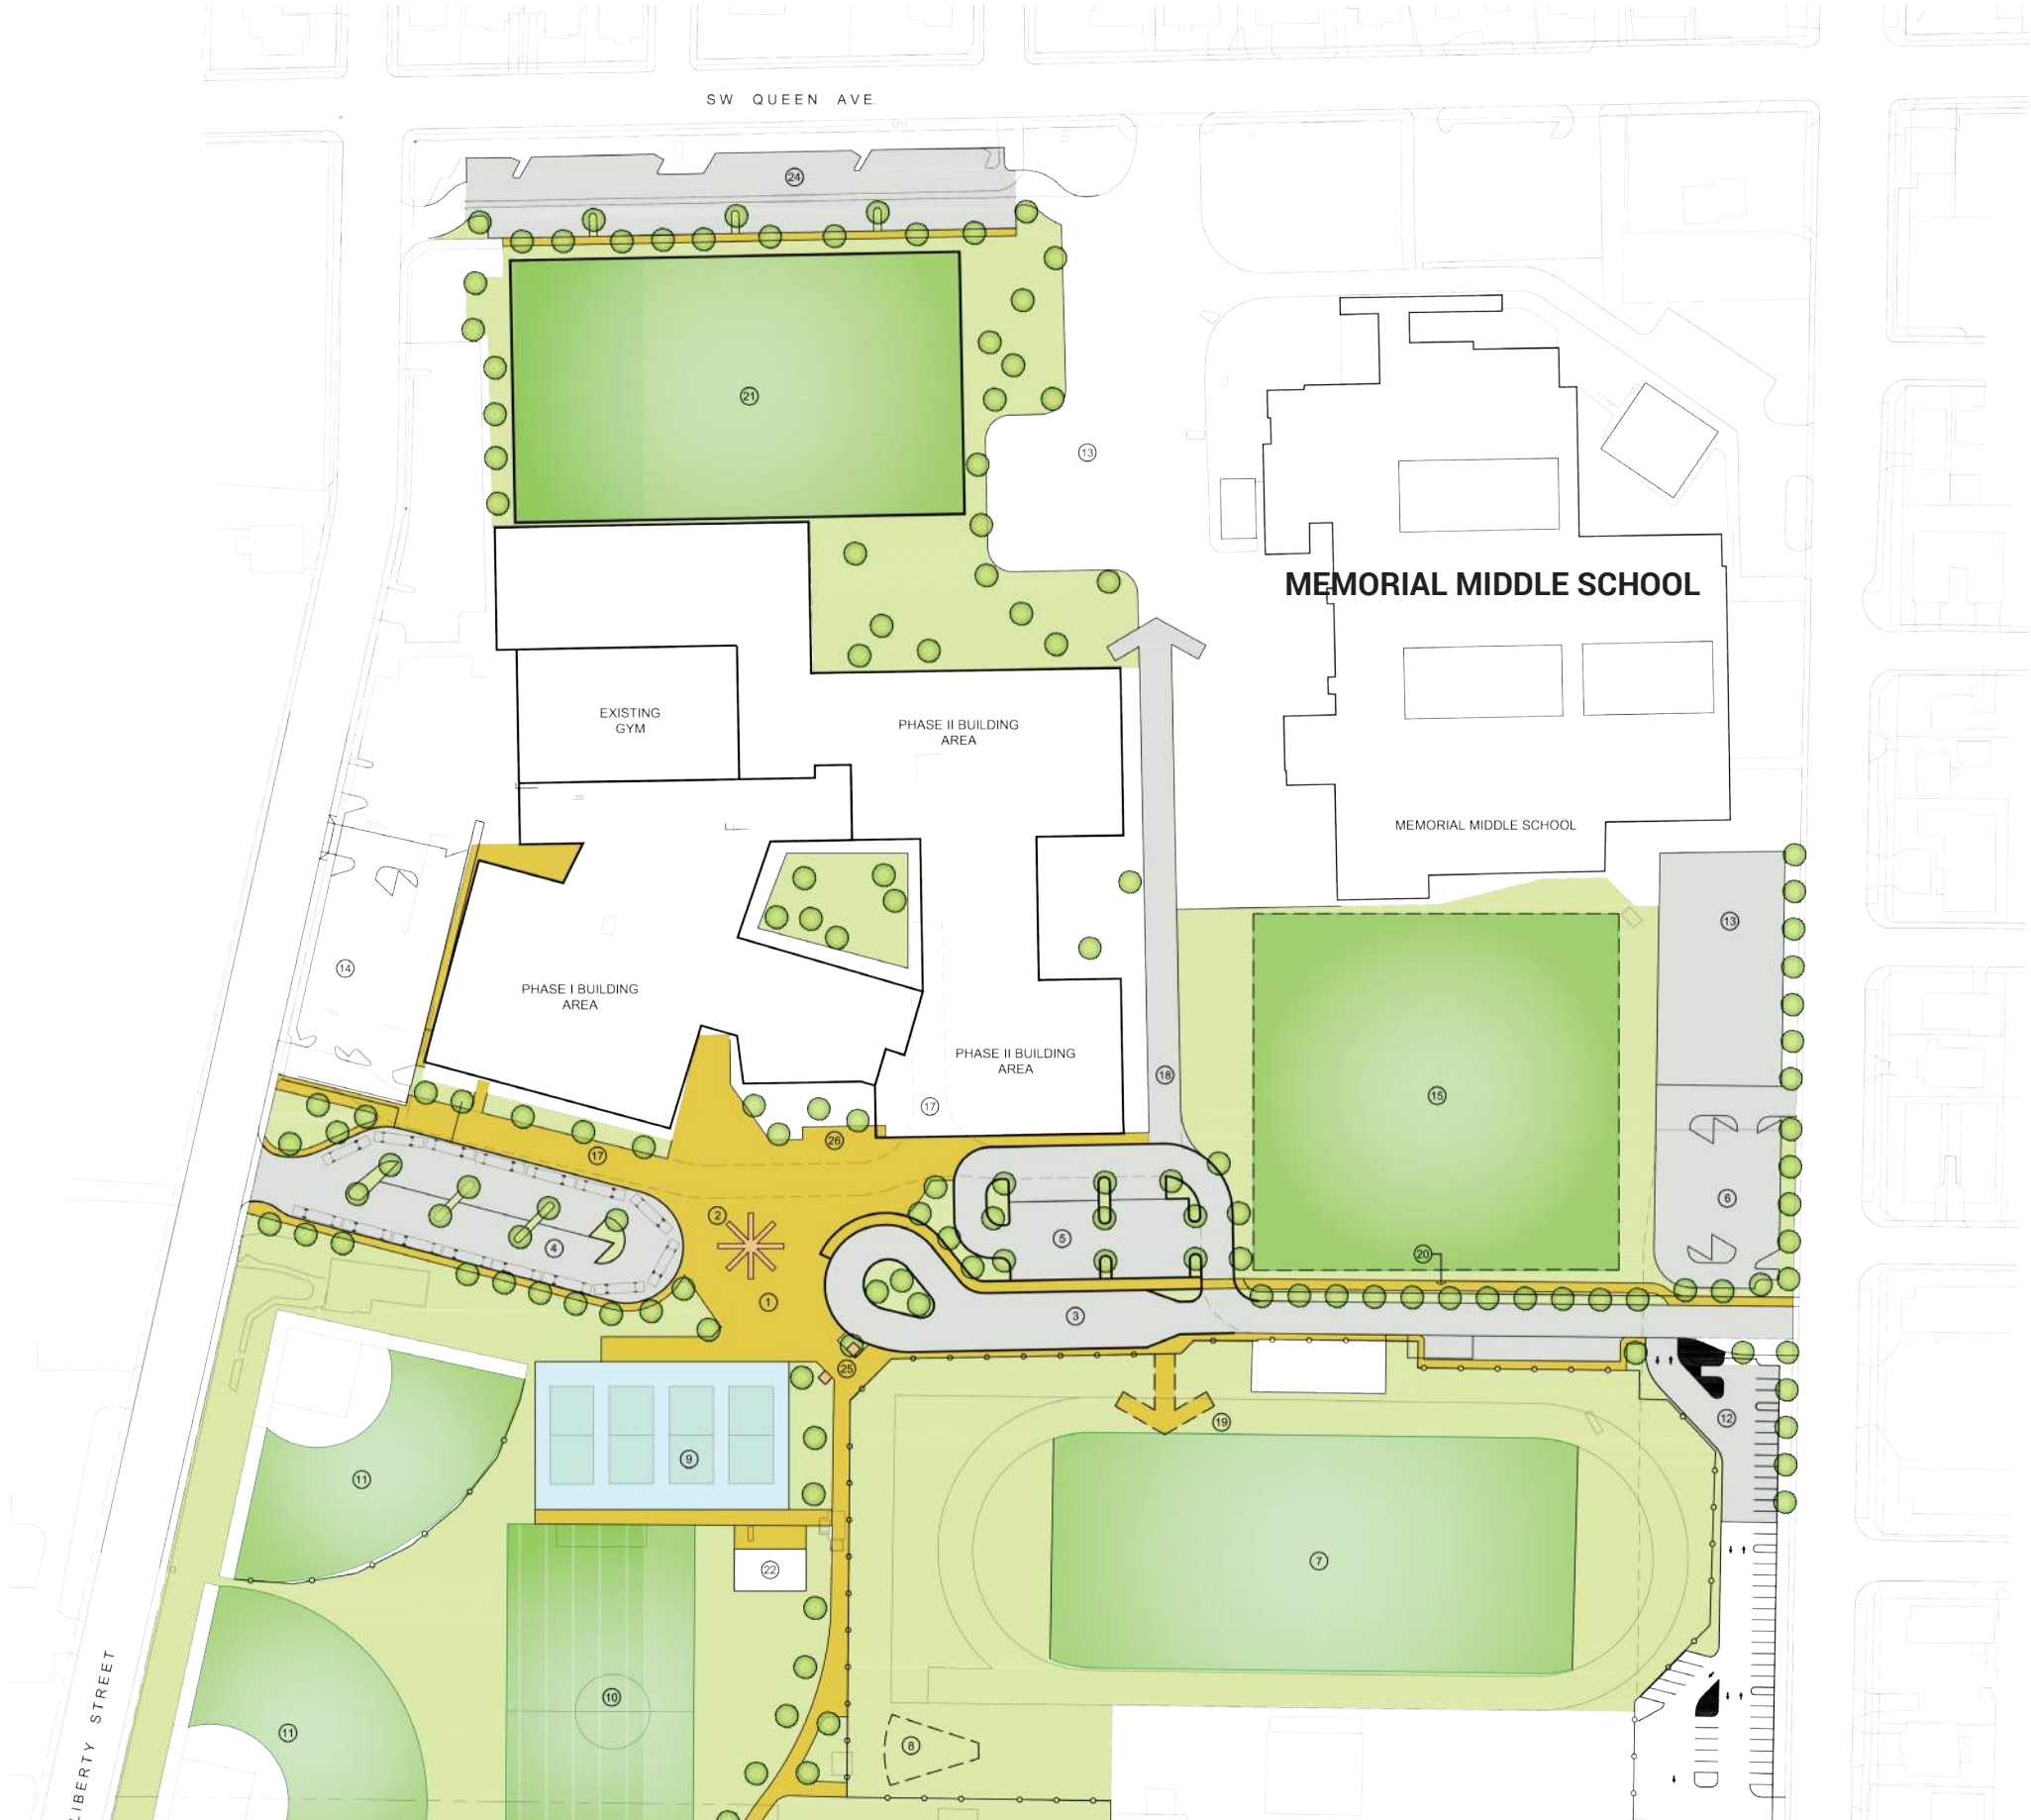 SW QUEEN AVE.
24
21
13
MEMORIAL MIDDLE SCHOOL
EXISTING
GYM
PHASE II BUILDING
AREA
MEMORIAL MIDDLE SCHOOL
13
14
PHASE I BUILDING
AREA
PHASE II BUILDING
AREA
18
15
17
26
17
6
2
5
4
20
1
3
25
12
19
9
11
7
22
10
11
8
LIBERTY STREET